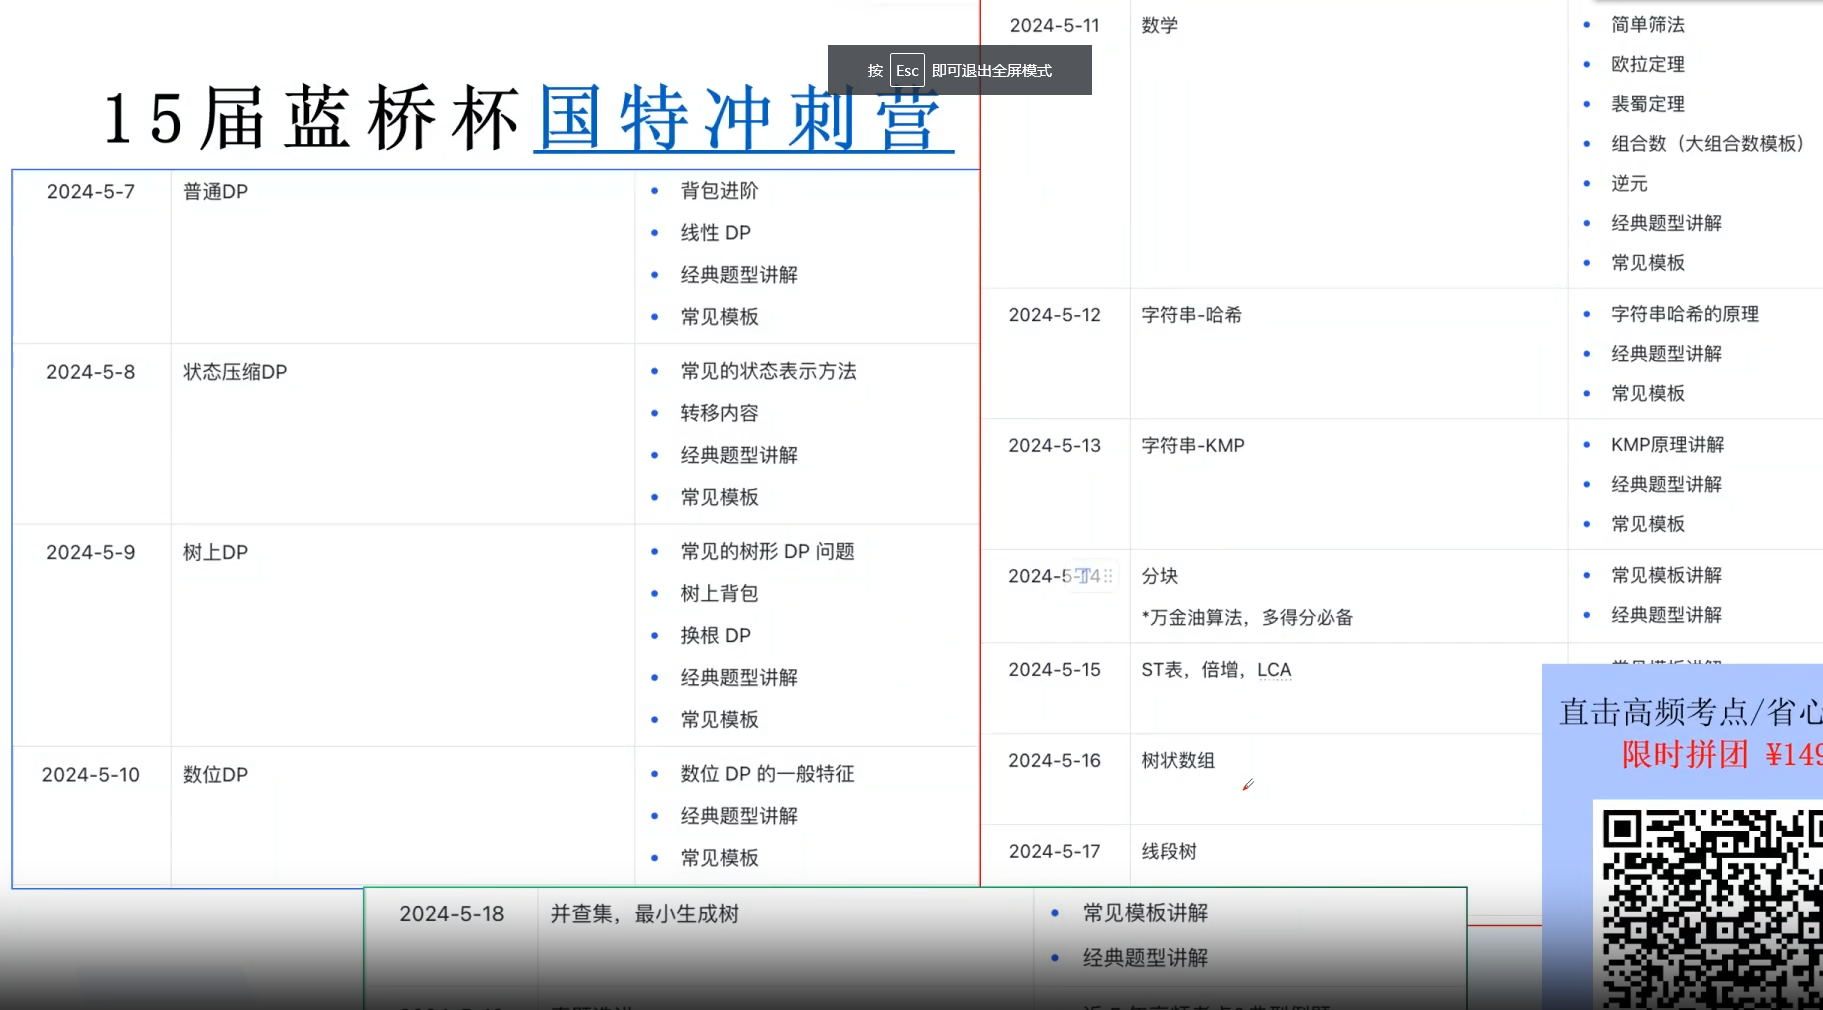 15届蓝桥杯国特冲刺营
按 Esc 即可退出全屏模式
2024-5-7 普通DP
背包进阶
线性 DP
经典题型讲解
常见模板
2024-5-8 状态压缩DP
常见的状态表示方法
转移内容
经典题型讲解
常见模板
2024-5-9 树上DP
常见的树形 DP 问题
树上背包
换根 DP
经典题型讲解
常见模板
2024-5-10 数位DP
数位 DP 的一般特征
经典题型讲解
常见模板
2024-5-11 数学
简单筛法
欧拉定理
裴蜀定理
组合数（大组合数模板）
逆元
经典题型讲解
常见模板
2024-5-12 字符串-哈希
字符串哈希的原理
经典题型讲解
常见模板
2024-5-13 字符串-KMP
KMP原理讲解
经典题型讲解
常见模板
2024-5-14 分块
*万金油算法，多得分必备
常见模板讲解
经典题型讲解
2024-5-15 ST表，倍增，LCA
2024-5-16 树状数组
2024-5-17 线段树
直击高频考点/省心
限时拼团 ¥149
2024-5-18 并查集，最小生成树
常见模板讲解
经典题型讲解